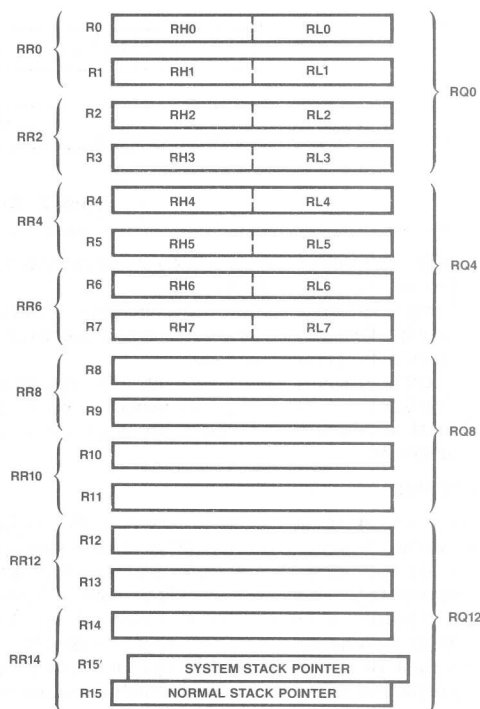 R0 RH0 RL0
RR0
R1 RH1 RL1
RQ0
R2 RH2 RL2
RR2
R3 RH3 RL3
R4 RH4 RL4
RR4
R5 RH5 RL5
RQ4
R6 RH6 RL6
RR6
R7 RH7 RL7
R8
RR8
R9
RQ8
R10
RR10
R11
R12
RR12
R13
RQ12
R14
RR14
R15′ SYSTEM STACK POINTER
R15 NORMAL STACK POINTER